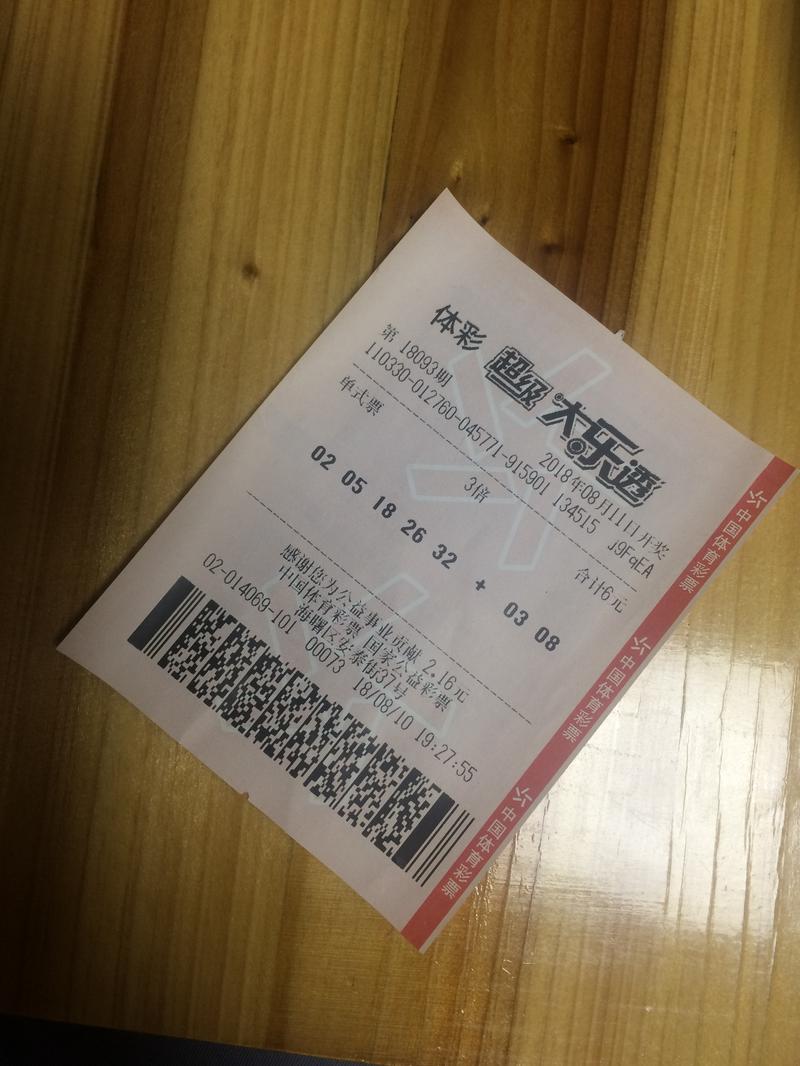 体彩 超级大乐透
第 18093期 2018年08月11日开奖
110330-012760-045771-915901 134515 J9FqEA
单式票 3倍 合计6元
02 05 18 26 32 + 03 08
感谢您为公益事业贡献 2.16元
中国体育彩票 国家公益彩票
海曙区安泰街37号
02-014069-101 00073 18/08/10 19:27:55
中国体育彩票
中国体育彩票
中国体育彩票